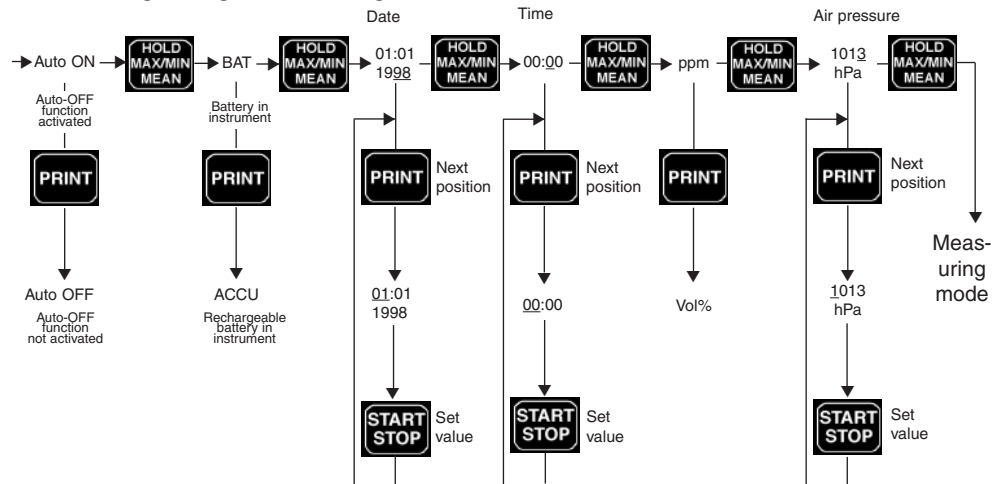 Date
Time
Air pressure
Auto ON
HOLD
MAX/MIN
MEAN
BAT
HOLD
MAX/MIN
MEAN
01:01
1998
HOLD
MAX/MIN
MEAN
00:00
HOLD
MAX/MIN
MEAN
ppm
HOLD
MAX/MIN
MEAN
1013
hPa
HOLD
MAX/MIN
MEAN
Auto-OFF
function
activated
Battery in
instrument
PRINT
PRINT
PRINT
Next
position
PRINT
Next
position
PRINT
PRINT
Next
position
Meas-
uring
mode
Auto OFF
Auto-OFF
function
not activated
ACCU
Rechargeable
battery in
instrument
01:01
1998
00:00
Vol%
1013
hPa
START
STOP
Set
value
START
STOP
Set
value
START
STOP
Set
value